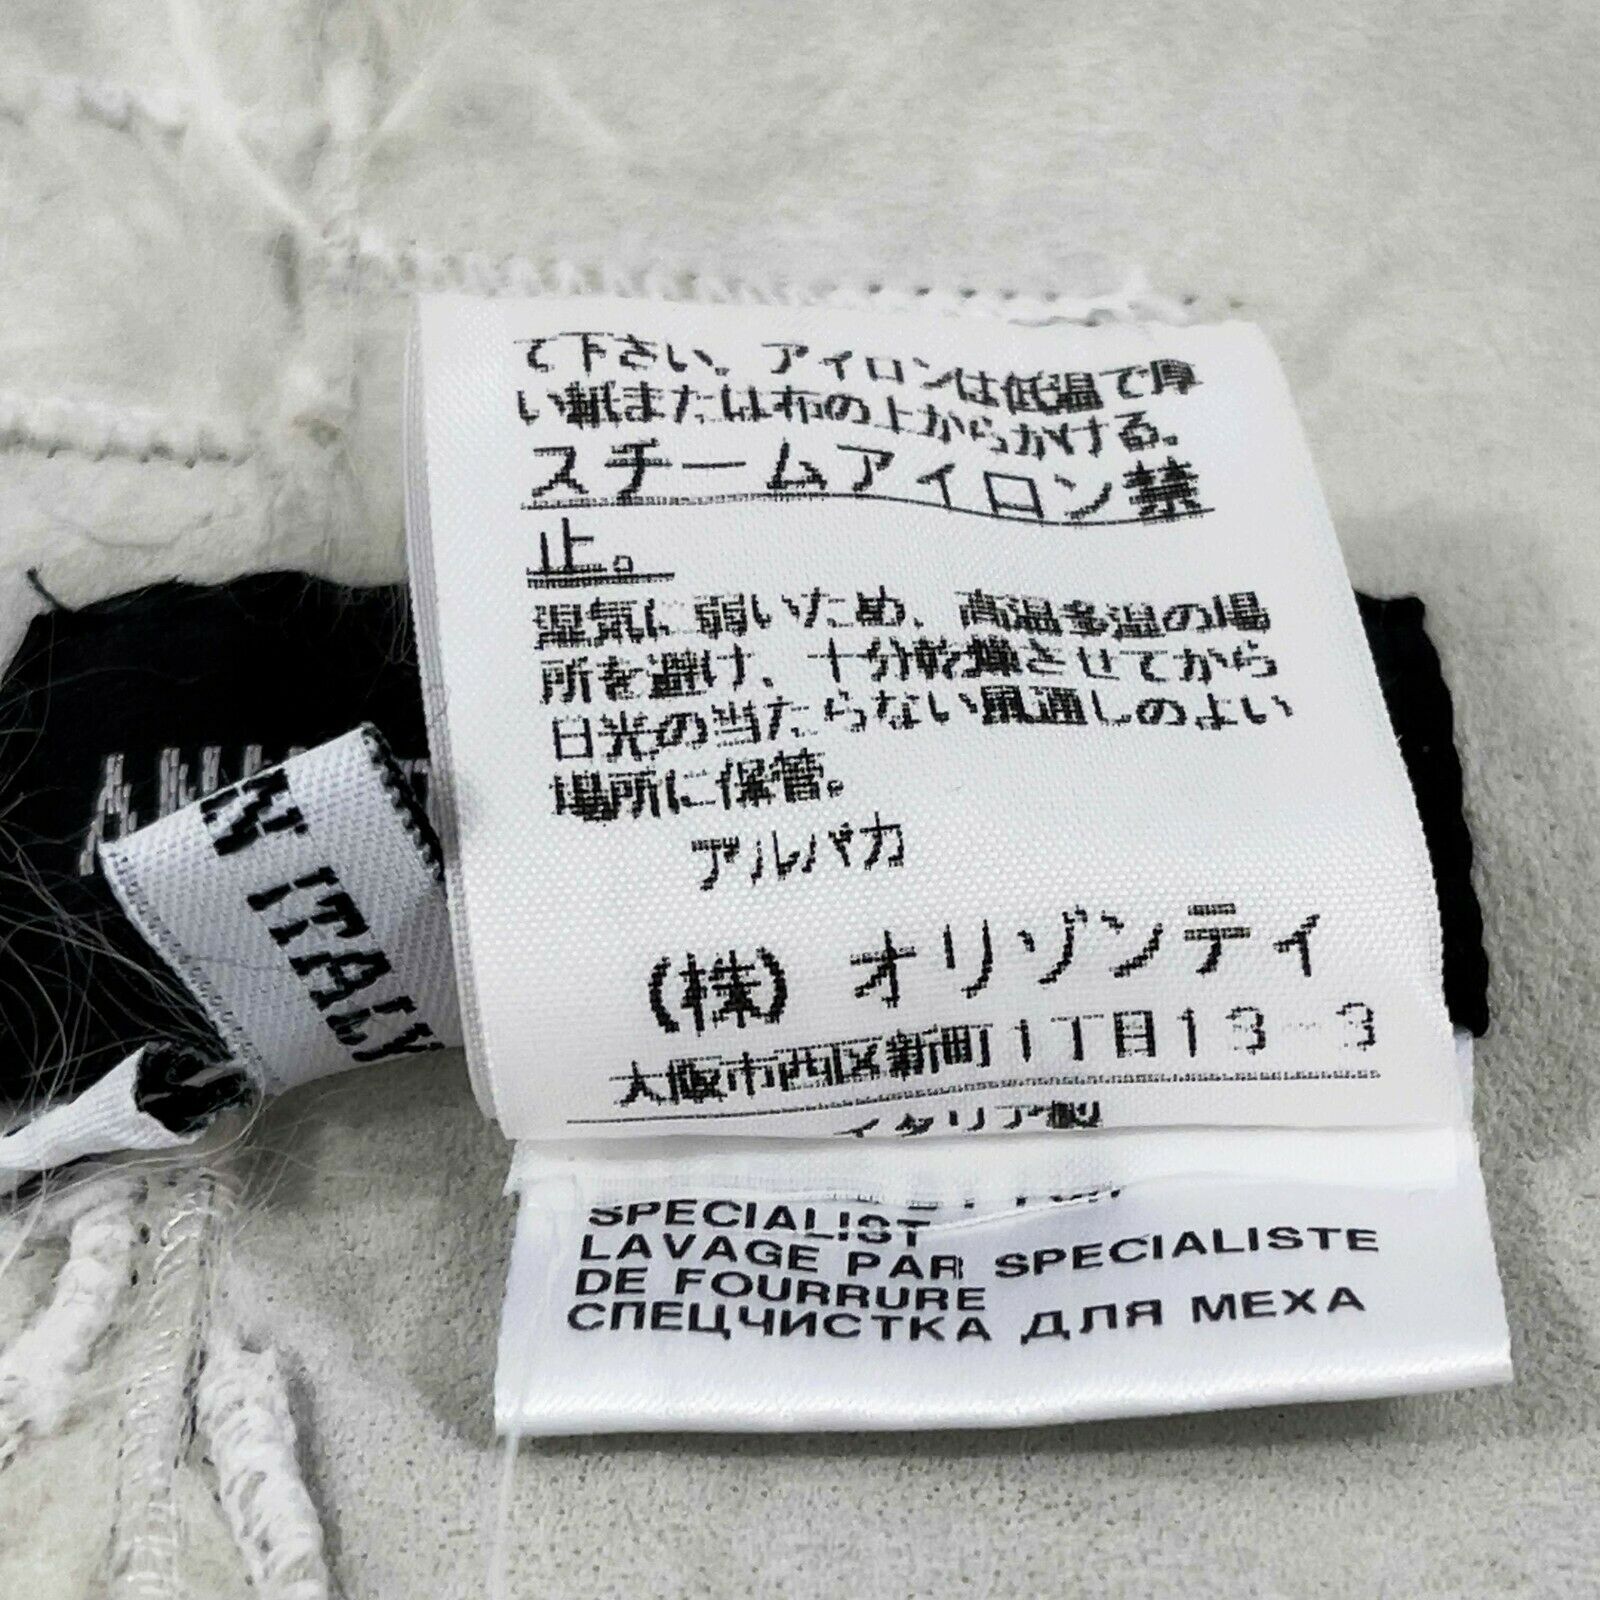 て下さい。アイロンは低温で厚
い紙または布の上からかける。
スチームアイロン禁
止。
湿気に弱いため、高温多湿の場
所を避け、十分乾燥させてから
日光の当たらない風通しのよい
場所に保管。
アルパカ
(株) オリゾンティ
大阪市西区新町1丁目13-3
イタリア製
N ITALY
SPECIALIST
LAVAGE PAR SPECIALISTE
DE FOURRURE
СПЕЦЧИСТКА ДЛЯ МЕХА